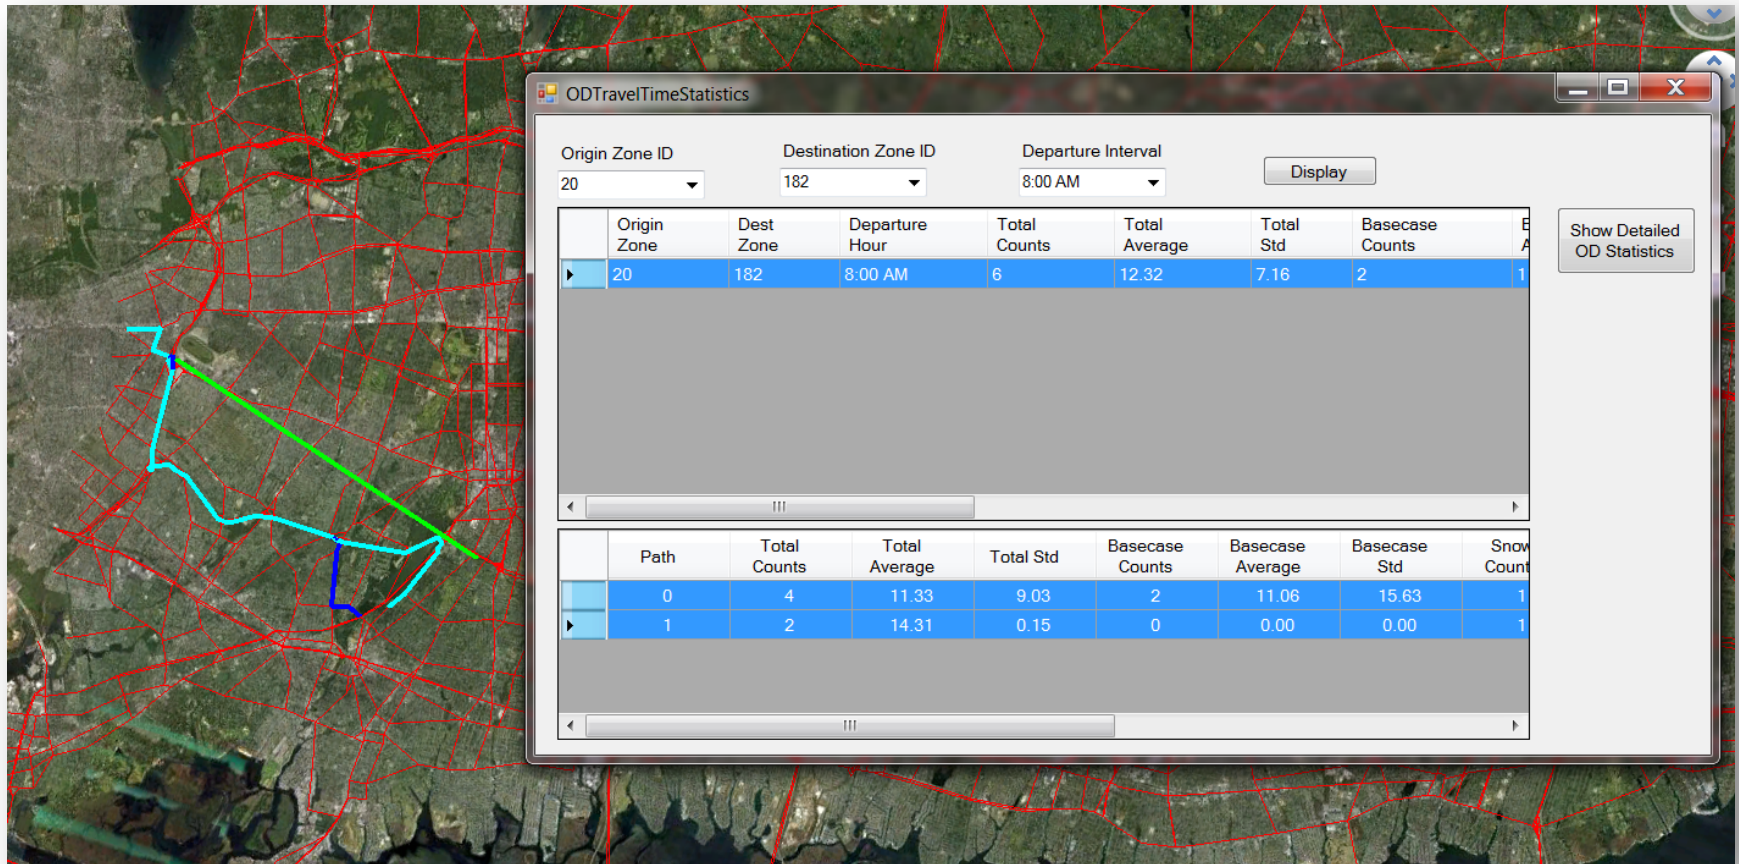 ODTravelTimeStatistics
Origin Zone ID
Destination Zone ID
Departure Interval
20
182
8:00 AM
Display
Show Detailed
OD Statistics
Origin Dest Departure Total Total Total Basecase
Zone Zone Hour Counts Average Std Counts
20 182 8:00 AM 6 12.32 7.16 2 1
Path Total Total Total Std Basecase Basecase Basecase Snow
Counts Average Counts Average Std Count
0 4 11.33 9.03 2 11.06 15.63 1
1 2 14.31 0.15 0 0.00 0.00 1